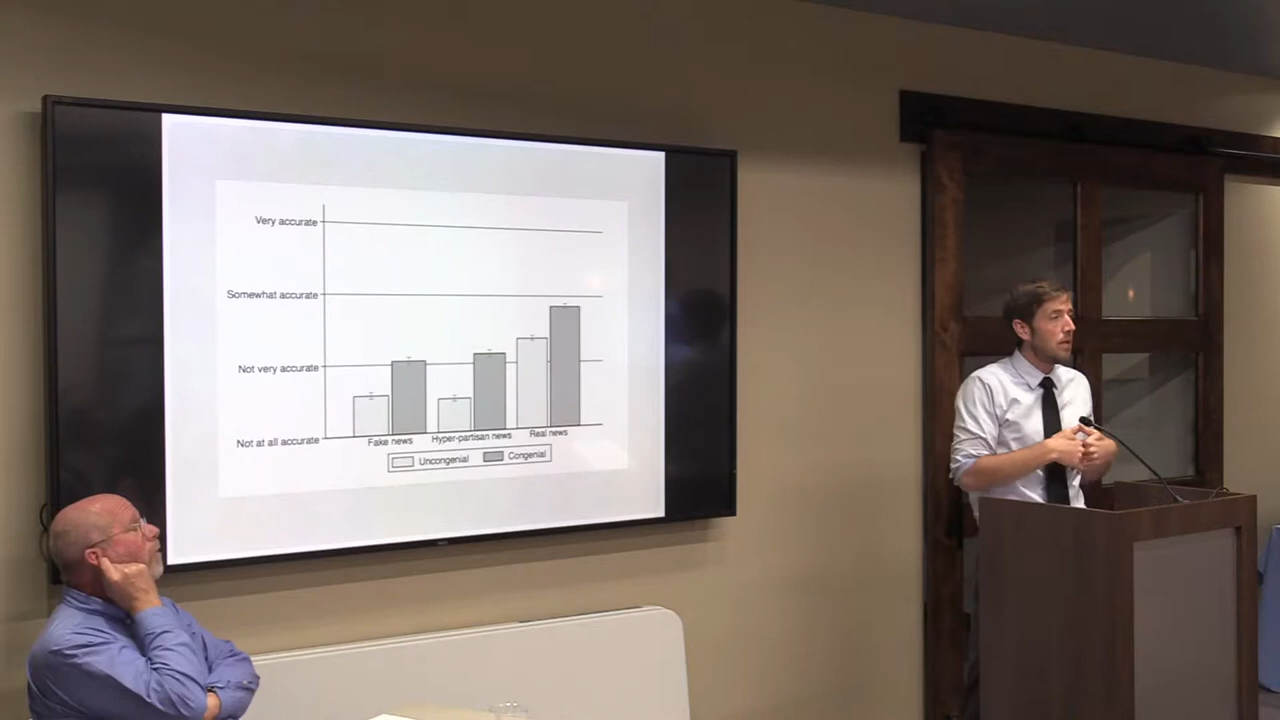 Very accurate
Somewhat accurate
Not very accurate
Not at all accurate
Fake news Hyper-partisan news Real news
Uncongenial Congenial